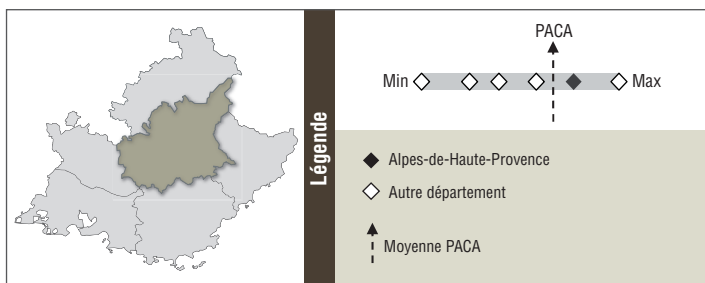 PACA
Min
Max
Légende
Alpes-de-Haute-Provence
Autre département
Moyenne PACA